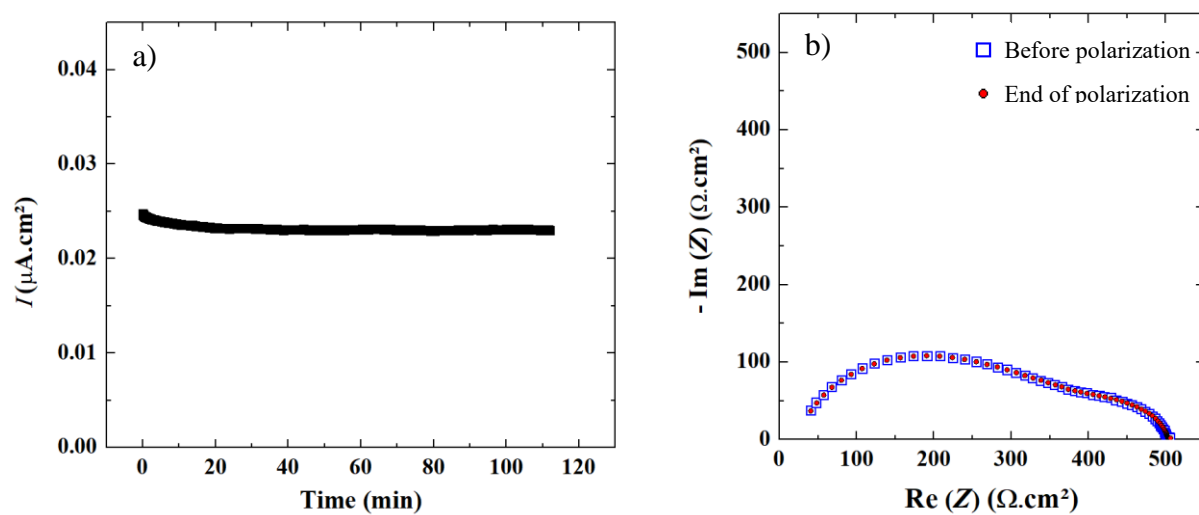 a)
0.04
0.03
0.02
0.01
0.00
I (μA.cm²)
0 20 40 60 80 100 120
Time (min)
b)
Before polarization
End of polarization
500
400
300
200
100
0
- Im (Z) (Ω.cm²)
0 100 200 300 400 500
Re (Z) (Ω.cm²)